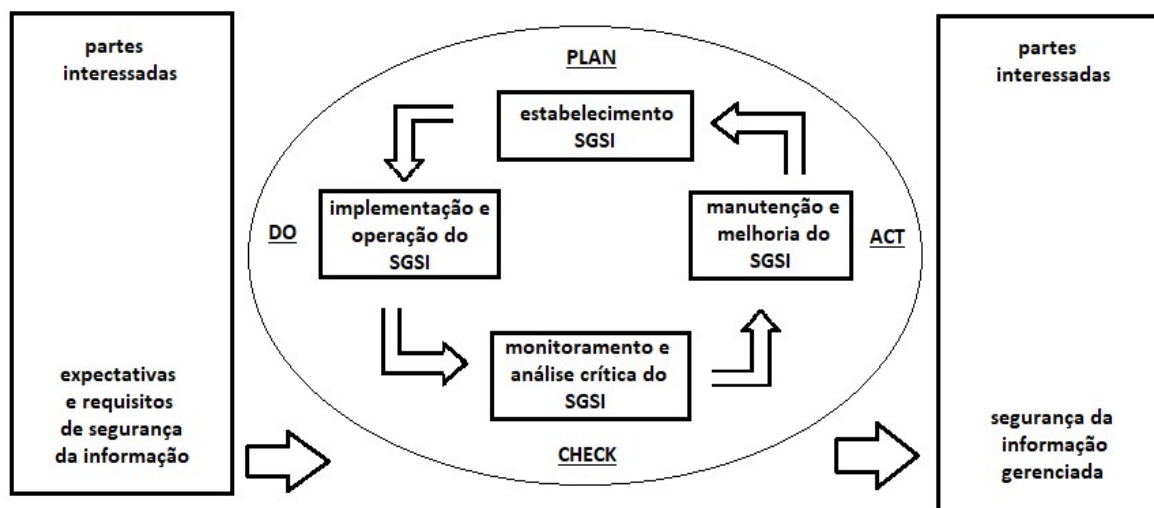 partes
interessadas
expectativas
e requisitos
de segurança
da informação
PLAN
estabelecimento
SGSI
DO
implementação e
operação do
SGSI
manutenção e
melhoria do
SGSI
ACT
monitoramento e
análise crítica do
SGSI
CHECK
partes
interessadas
segurança da
informação
gerenciada